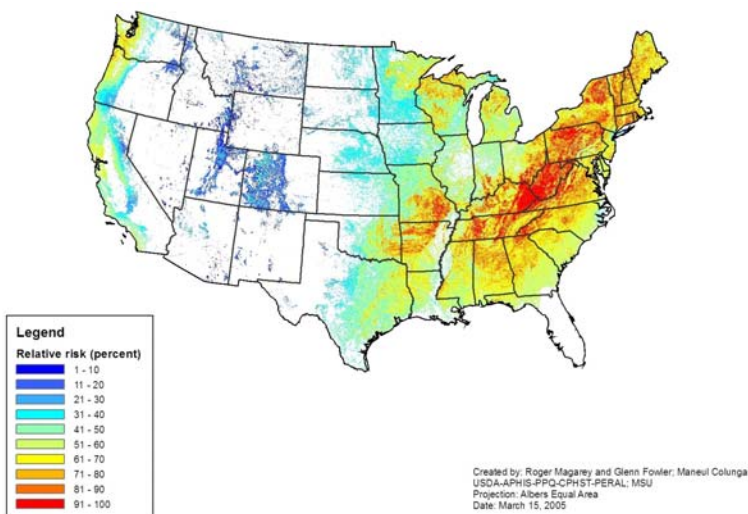 Legend
Relative risk (percent)
1 - 10
11 - 20
21 - 30
31 - 40
41 - 50
51 - 60
61 - 70
71 - 80
81 - 90
91 - 100
Created by: Roger Magarey and Glenn Fowler; Maneul Colunga
USDA-APHIS-PPQ-CPHST-PERAL; MSU
Projection: Albers Equal Area
Date: March 15, 2005